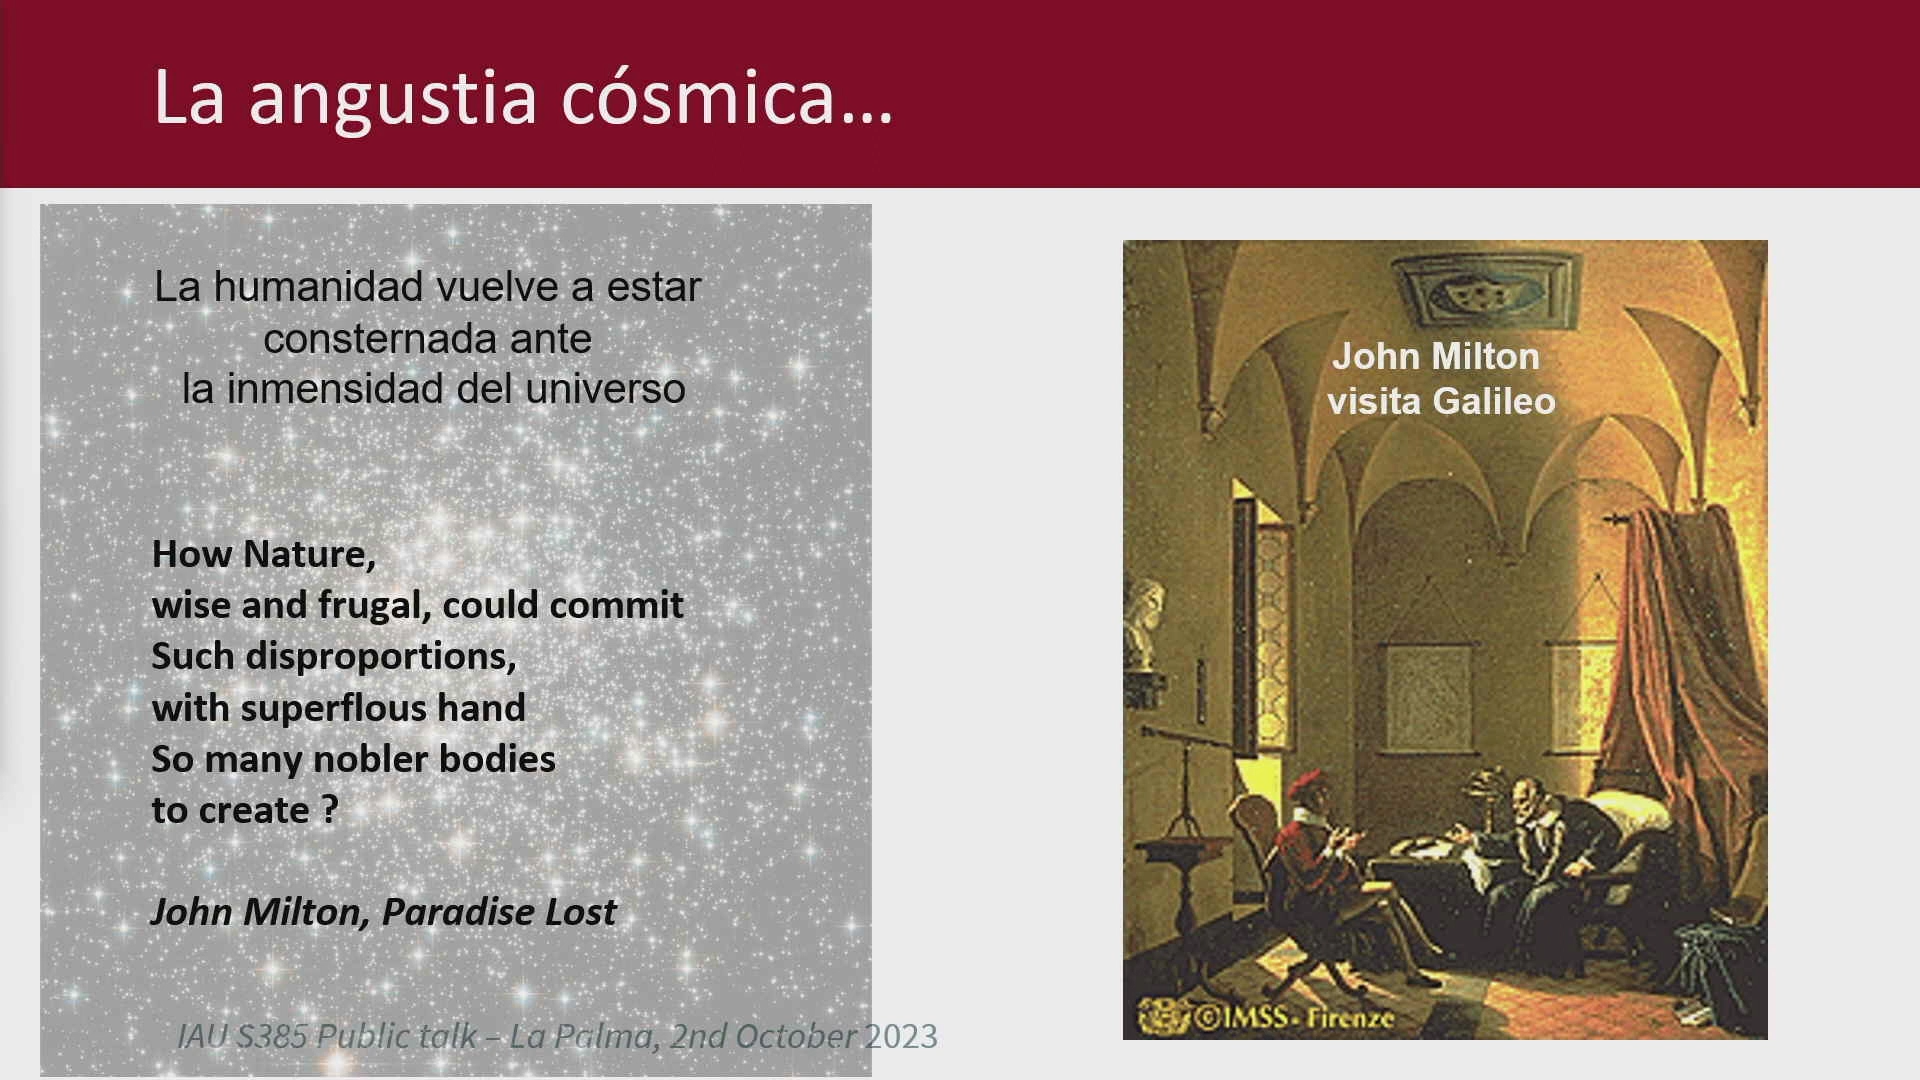 La angustia cósmica…
La humanidad vuelve a estar
consternada ante
la inmensidad del universo
How Nature,
wise and frugal, could commit
Such disproportions,
with superflous hand
So many nobler bodies
to create ?
John Milton, Paradise Lost
IAU S385 Public talk – La Palma, 2nd October 2023
John Milton
visita Galileo
©IMSS - Firenze